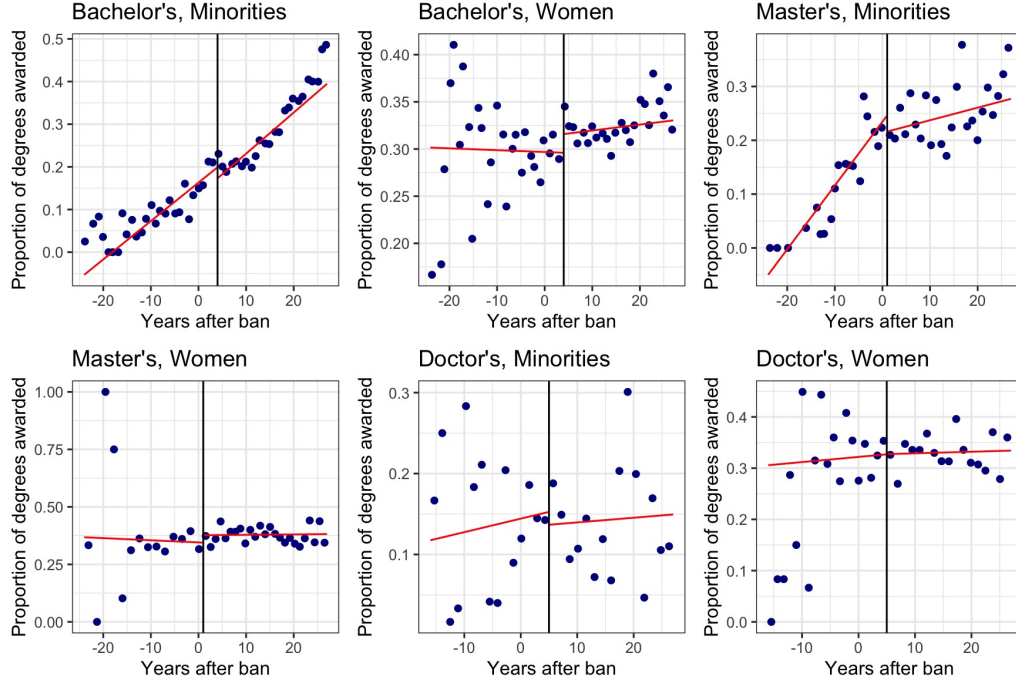 Bachelor's, Minorities
Proportion of degrees awarded
0.5
0.4
0.3
0.2
0.1
0.0
-20 -10 0 10 20
Years after ban
Bachelor's, Women
Proportion of degrees awarded
0.40
0.35
0.30
0.25
0.20
-20 -10 0 10 20
Years after ban
Master's, Minorities
Proportion of degrees awarded
0.3
0.2
0.1
0.0
-20 -10 0 10 20
Years after ban
Master's, Women
Proportion of degrees awarded
1.00
0.75
0.50
0.25
0.00
-20 -10 0 10 20
Years after ban
Doctor's, Minorities
Proportion of degrees awarded
0.3
0.2
0.1
-10 0 10 20
Years after ban
Doctor's, Women
Proportion of degrees awarded
0.4
0.3
0.2
0.1
0.0
-10 0 10 20
Years after ban